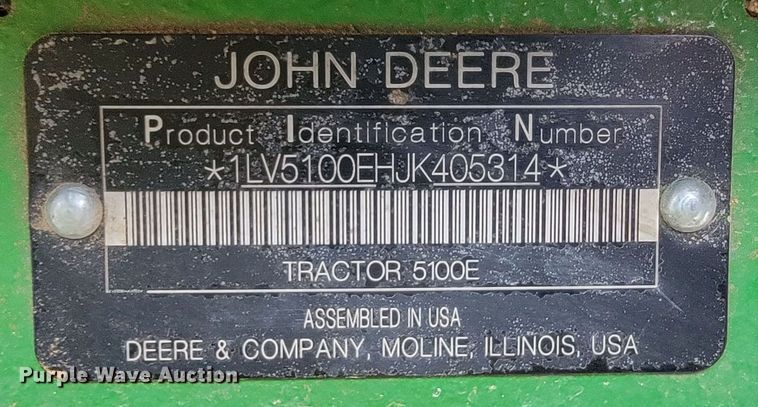 JOHN DEERE
Product Identification Number
*1LV5100EHJK405314*
TRACTOR 5100E
ASSEMBLED IN USA
DEERE & COMPANY, MOLINE, ILLINOIS, USA
Purple Wave Auction